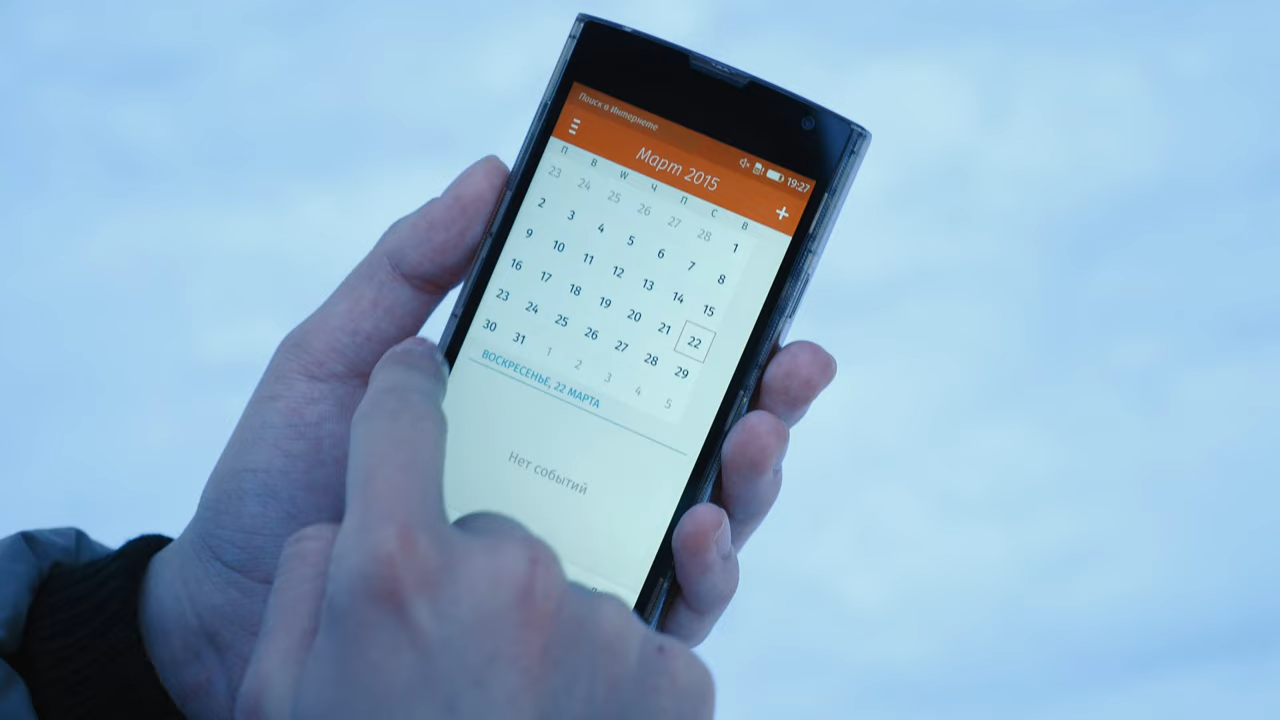 Поиск в Интернете
19:27
Март 2015
+
П В W Ч П С В
23 24 25 26 27 28 1
2 3 4 5 6 7 8
9 10 11 12 13 14 15
16 17 18 19 20 21 22
23 24 25 26 27 28 29
30 31 1 2 3 4 5
ВОСКРЕСЕНЬЕ, 22 МАРТА
Нет событий